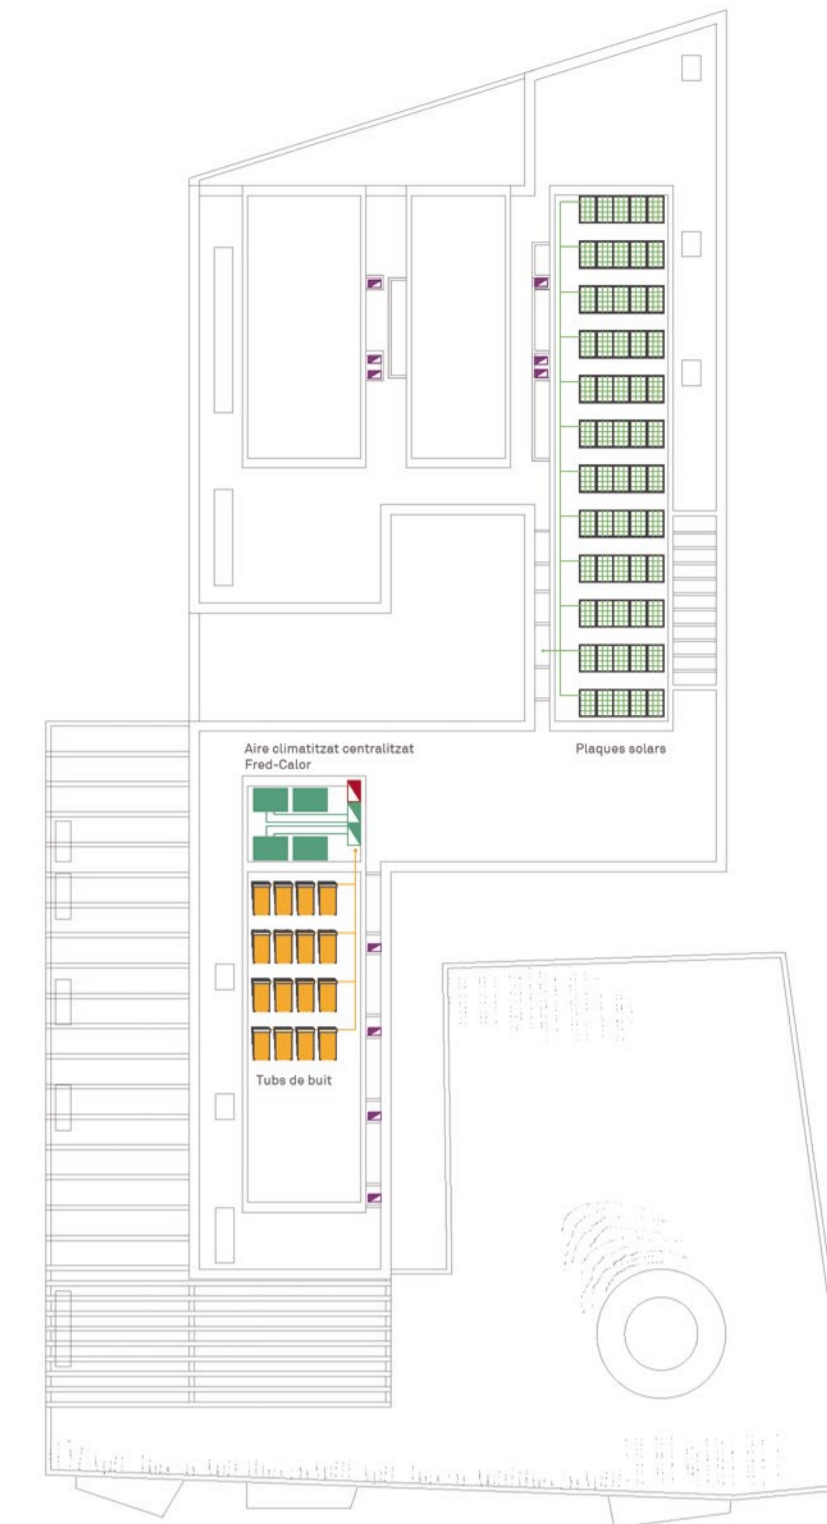 Aire climatitzat centralitzat
Fred-Calor
Plaques solars
Tubs de buit